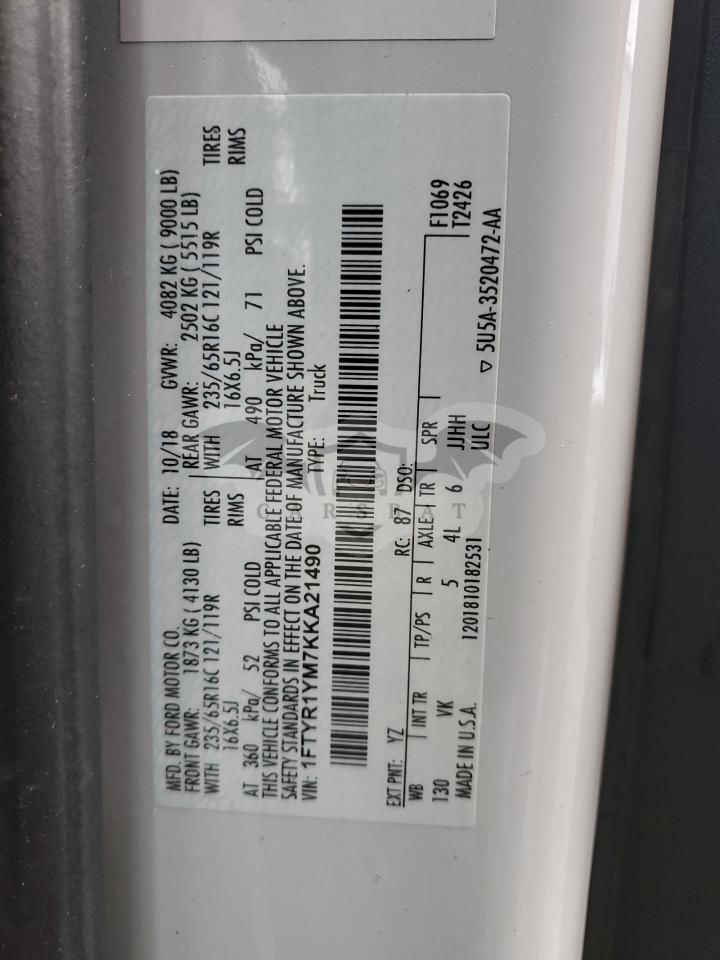 MFD. BY FORD MOTOR CO. DATE: 10/18 GVWR: 4082 KG ( 9000 LB)
FRONT GAWR: 1873 KG ( 4130 LB) REAR GAWR: 2502 KG ( 5515 LB)
WITH 235/65R16C 121/119R TIRES WITH 235/65R16C 121/119R TIRES
16X6.5J RIMS 16X6.5J RIMS
AT 360 kPa/ 52 PSI COLD AT 490 kPa/ 71 PSI COLD
THIS VEHICLE CONFORMS TO ALL APPLICABLE FEDERAL MOTOR VEHICLE
SAFETY STANDARDS IN EFFECT ON THE DATE OF MANUFACTURE SHOWN ABOVE.
VIN: 1FTYR1YM7KKA21490 TYPE: Truck
EXT PNT: YZ RC: 87 DSO: F1069
WB INT TR TP/PS R AXLE TR SPR T2426
130 VK 5 4L 6 JJHH
MADE IN U.S.A. 1201810182531 ULC ▽ 5U5A-3520472-AA
CARSFAT